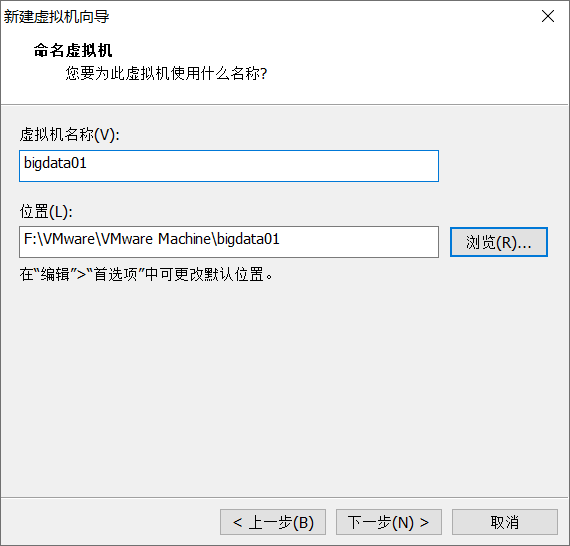 新建虚拟机向导
命名虚拟机
您要为此虚拟机使用什么名称?
虚拟机名称(V):
bigdata01
位置(L):
F:\VMware\VMware Machine\bigdata01
浏览(R)...
在“编辑”>“首选项”中可更改默认位置。
< 上一步(B)
下一步(N) >
取消